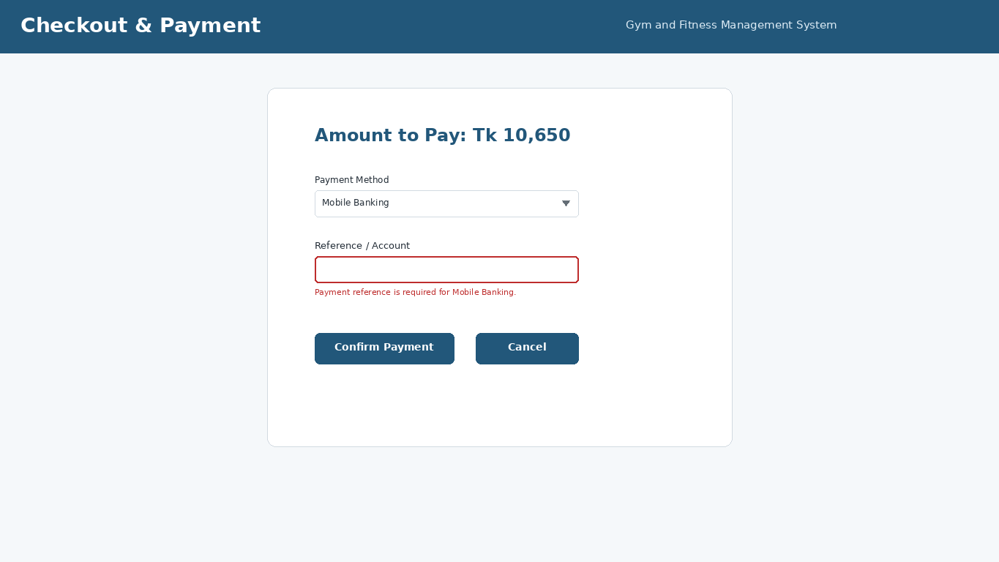 Checkout & Payment
Gym and Fitness Management System
Amount to Pay: Tk 10,650
Payment Method
Mobile Banking
Reference / Account
Payment reference is required for Mobile Banking.
Confirm Payment
Cancel